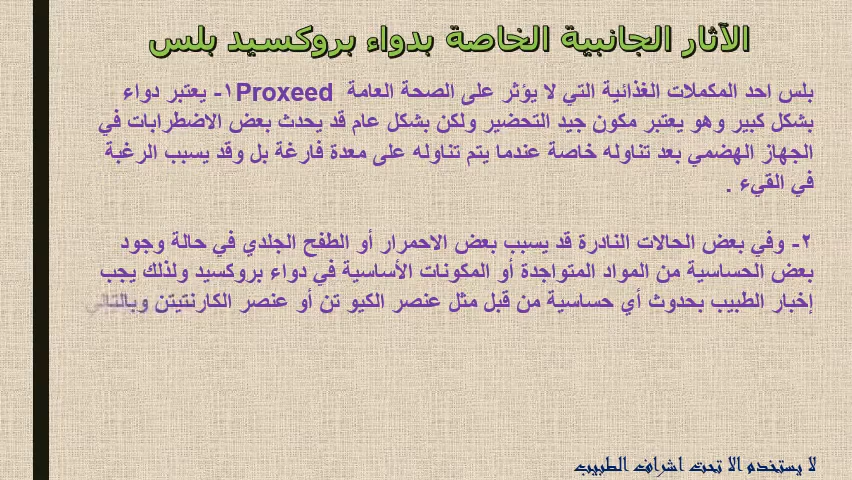 الآثار الجانبية الخاصة بدواء بروكسيد بلس
بلس احد المكملات الغذائية التي لا يؤثر على الصحة العامة Proxeed١- يعتبر دواء
بشكل كبير وهو يعتبر مكون جيد التحضير ولكن بشكل عام قد يحدث بعض الاضطرابات في
الجهاز الهضمي بعد تناوله خاصة عندما يتم تناوله على معدة فارغة بل وقد يسبب الرغبة
في القيء .
٢- وفي بعض الحالات النادرة قد يسبب بعض الاحمرار أو الطفح الجلدي في حالة وجود
بعض الحساسية من المواد المتواجدة أو المكونات الأساسية في دواء بروكسيد ولذلك يجب
إخبار الطبيب بحدوث أي حساسية من قبل مثل عنصر الكيو تن أو عنصر الكارنتيتن وبالتالي
لا يستخدم الا تحت اشراف الطبيب